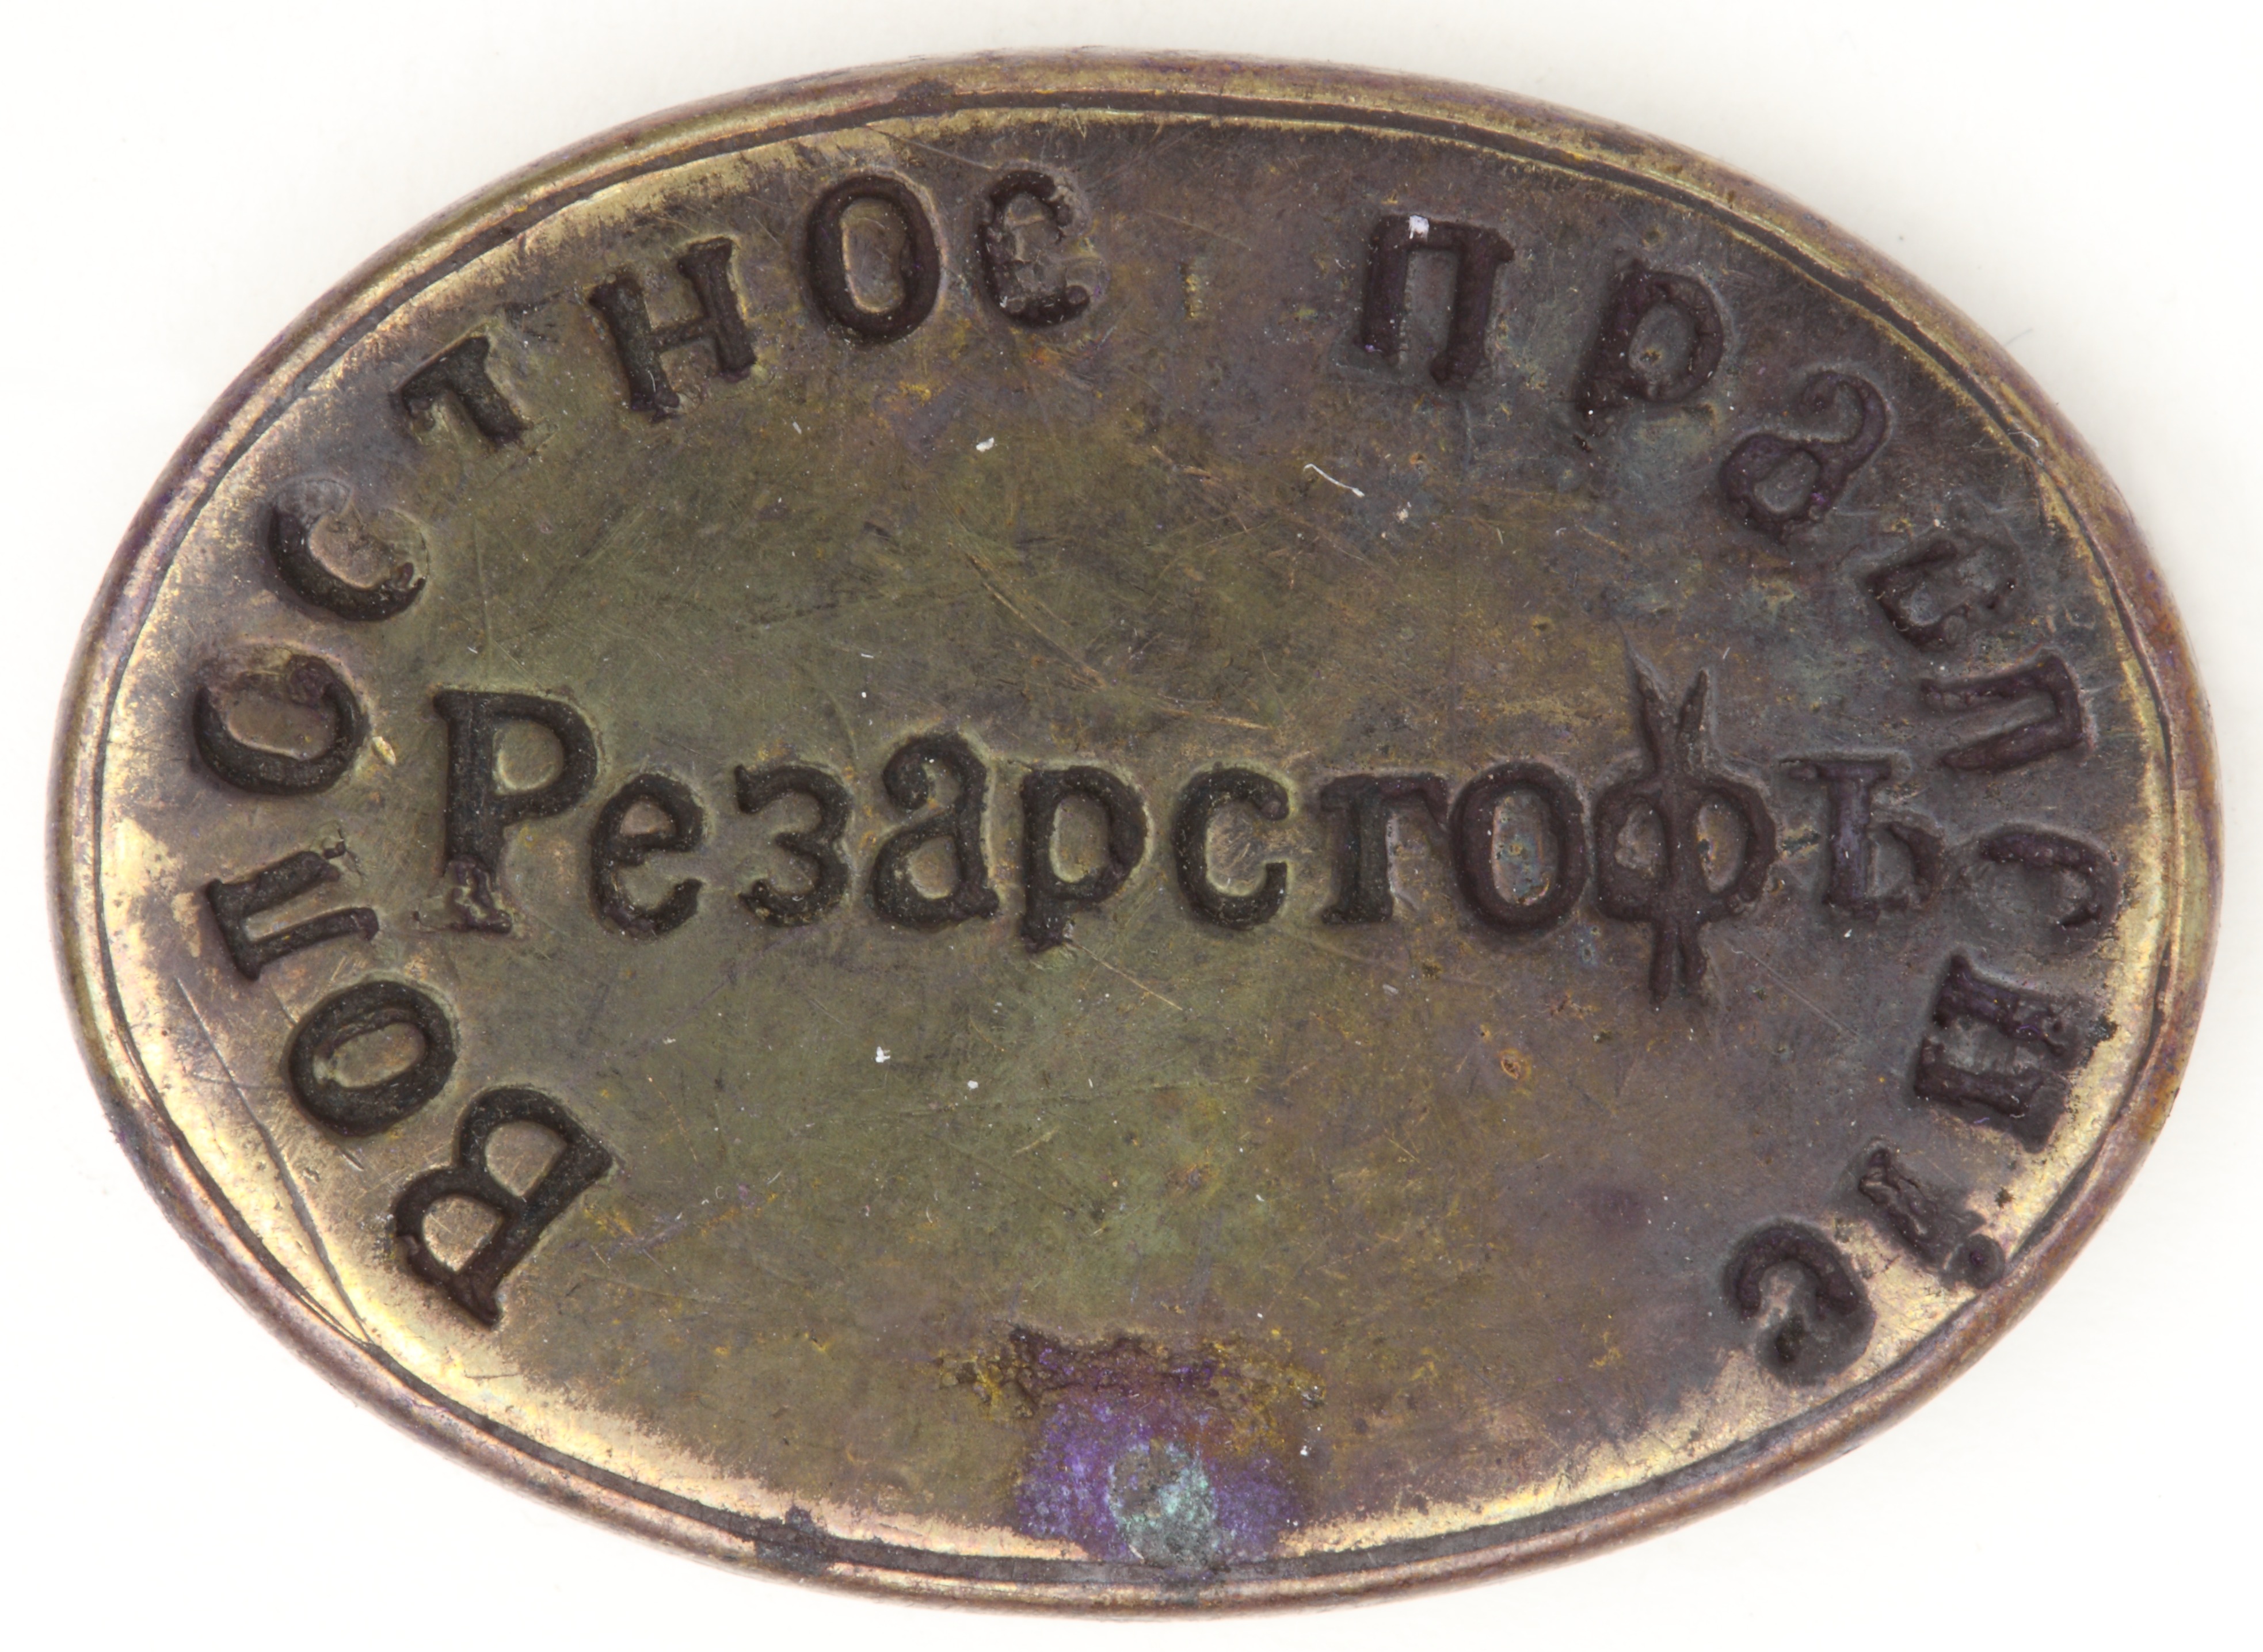 Волостное правленіе
Резарсгофъ